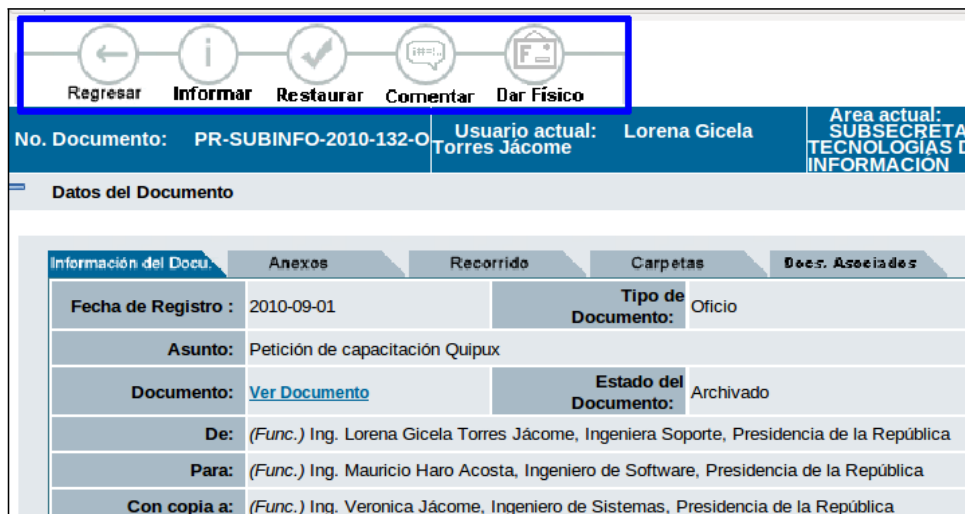 Regresar Informar Restaurar Comentar Dar Físico
No. Documento: PR-SUBINFO-2010-132-O Usuario actual: Lorena Gicela Torres Jácome
Area actual:
SUBSECRETA
TECNOLOGÍAS D
INFORMACIÓN
Datos del Documento
Información del Docu. Anexos Recorrido Carpetas Docs. Asociados
Fecha de Registro : 2010-09-01 Tipo de Documento: Oficio
Asunto: Petición de capacitación Quipux
Documento: Ver Documento Estado del Documento: Archivado
De: (Func.) Ing. Lorena Gicela Torres Jácome, Ingeniera Soporte, Presidencia de la República
Para: (Func.) Ing. Mauricio Haro Acosta, Ingeniero de Software, Presidencia de la República
Con copia a: (Func.) Ing. Veronica Jácome, Ingeniero de Sistemas, Presidencia de la República